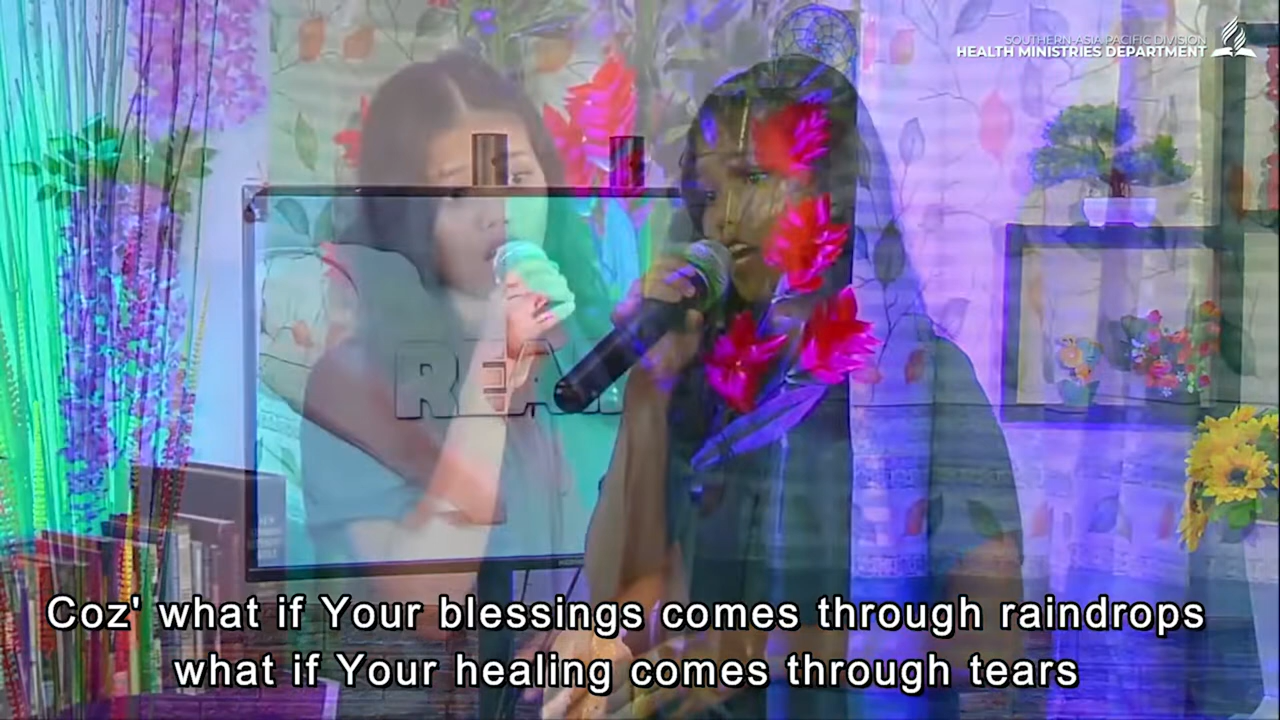 SOUTHERN-ASIA PACIFIC DIVISION
HEALTH MINISTRIES DEPARTMENT
Coz' what if Your blessings comes through raindrops
what if Your healing comes through tears